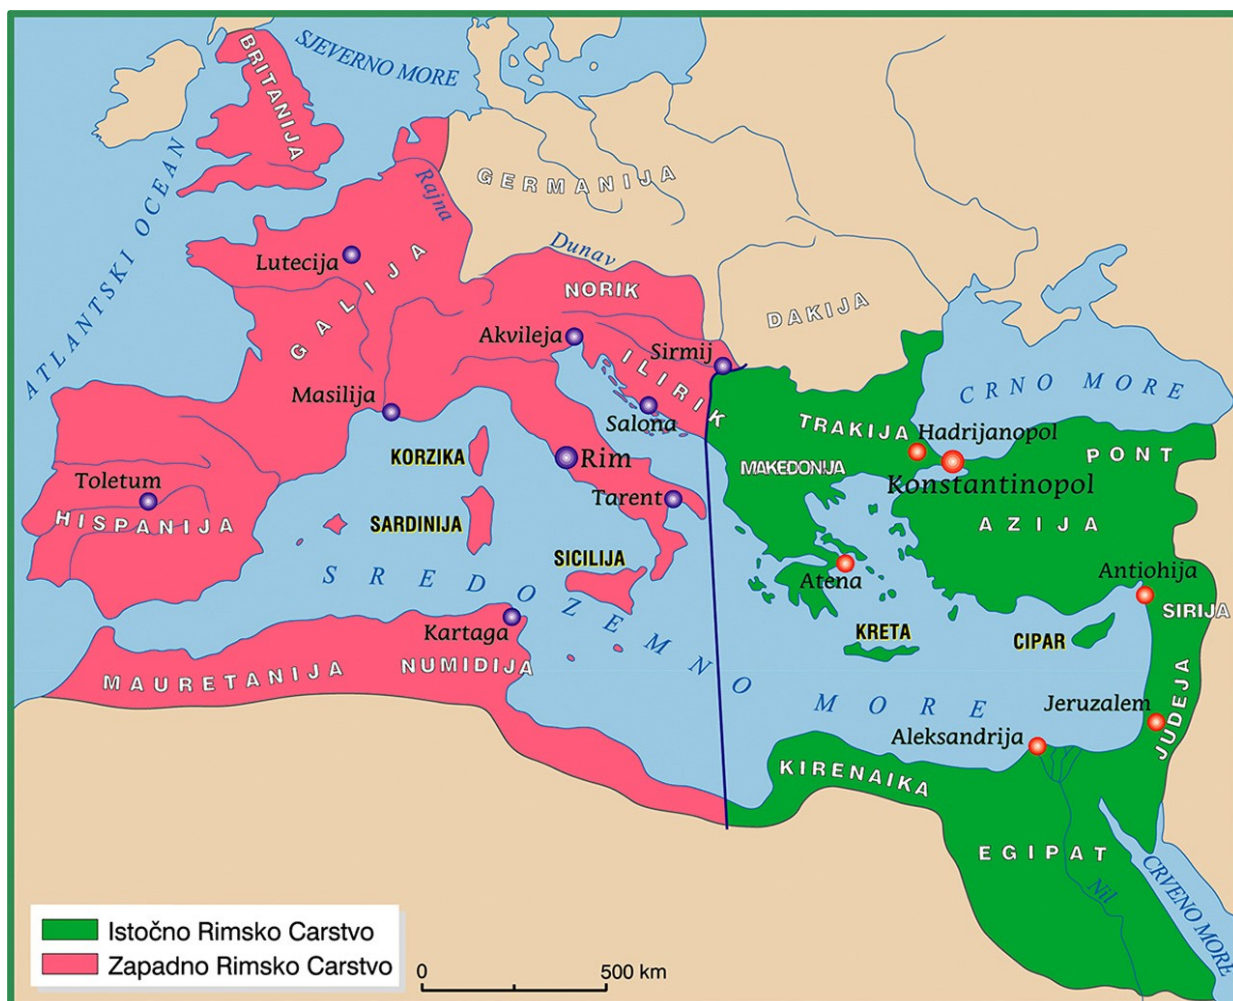 SJEVERNO MORE
BRITANIJA
ATLANTSKI OCEAN
Rajna
GERMANIJA
Lutecija
GALIJA
Dunav
NORIK
DAKIJA
Akvileja
Sirmij
ILIRIK
CRNO MORE
Masilija
Salona
TRAKIJA
Hadrijanopol
KORZIKA
Rim
MAKEDONIJA
PONT
Toletum
Tarent
Konstantinopol
HISPANIJA
SARDINIJA
AZIJA
SICILIJA
Atena
Antiohija
SREDOZEMNO MORE
Kartaga
KRETA
CIPAR
SIRIJA
MAURETANIJA
NUMIDIJA
Jeruzalem
JUDEJA
Aleksandrija
KIRENAIKA
EGIPAT
Nil
CRVENO MORE
Istočno Rimsko Carstvo
Zapadno Rimsko Carstvo
0 500 km